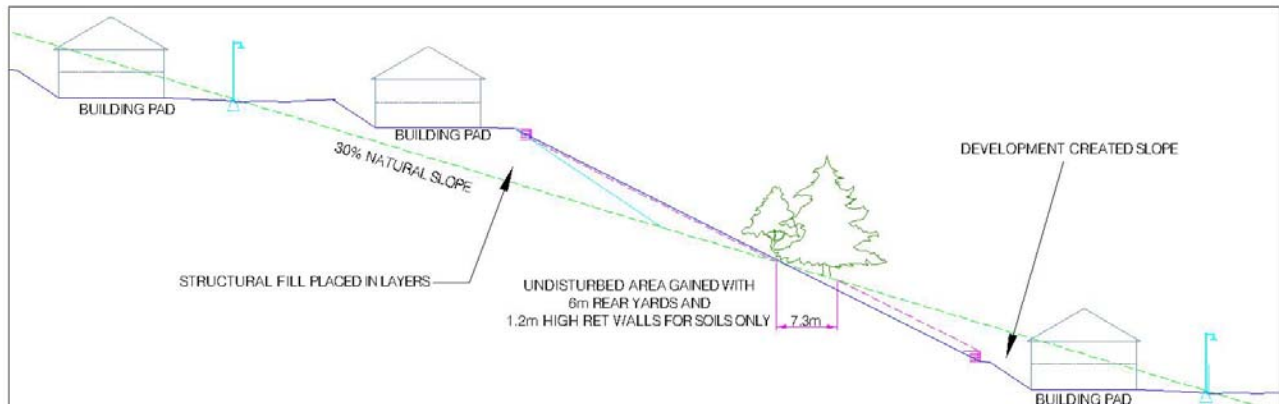 BUILDING PAD
BUILDING PAD
30% NATURAL SLOPE
DEVELOPMENT CREATED SLOPE
STRUCTURAL FILL PLACED IN LAYERS
UNDISTURBED AREA GAINED WITH
6m REAR YARDS AND
1.2m HIGH RET WALLS FOR SOILS ONLY
7.3m
BUILDING PAD